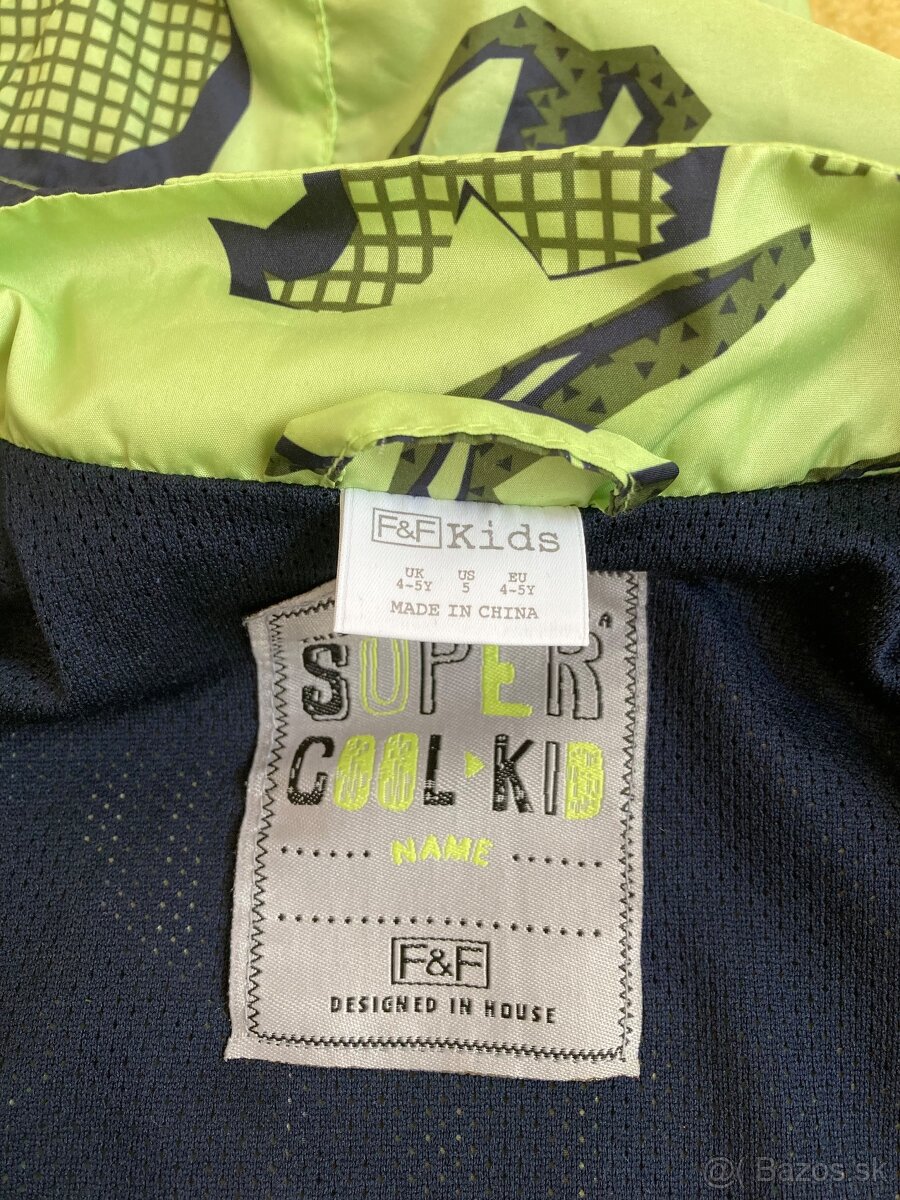 F&F Kids
UK US EU
4-5Y 5 4-5Y
MADE IN CHINA
A
SUPER
COOL KID
NAME
F&F
DESIGNED IN HOUSE
@ Bazos.sk